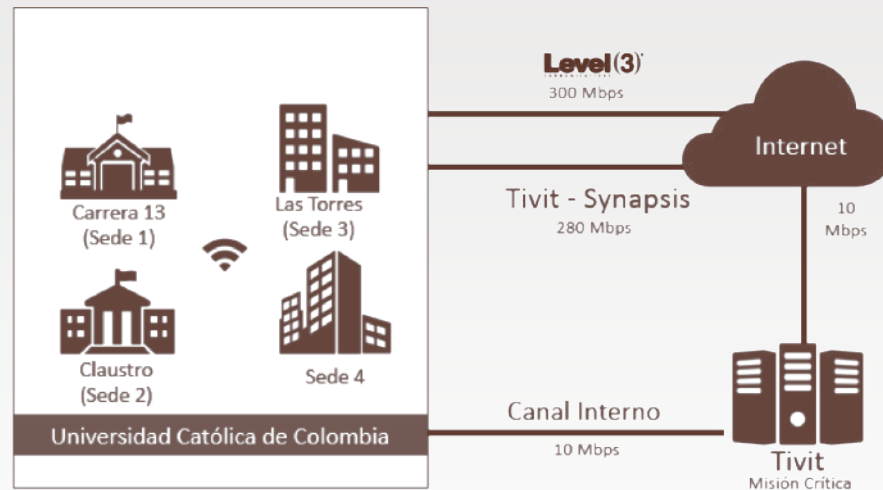 Level(3)
300 Mbps
Internet
Tivit - Synapsis
280 Mbps
10
Mbps
Carrera 13
(Sede 1)
Las Torres
(Sede 3)
Claustro
(Sede 2)
Sede 4
Universidad Católica de Colombia
Canal Interno
10 Mbps
Tivit
Misión Crítica